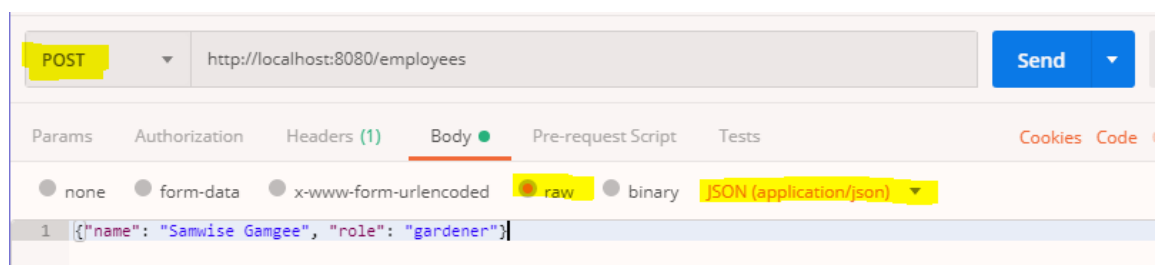 POST http://localhost:8080/employees Send
Params Authorization Headers (1) Body Pre-request Script Tests Cookies Code
none form-data x-www-form-urlencoded raw binary JSON (application/json)
1 {"name": "Samwise Gamgee", "role": "gardener"}